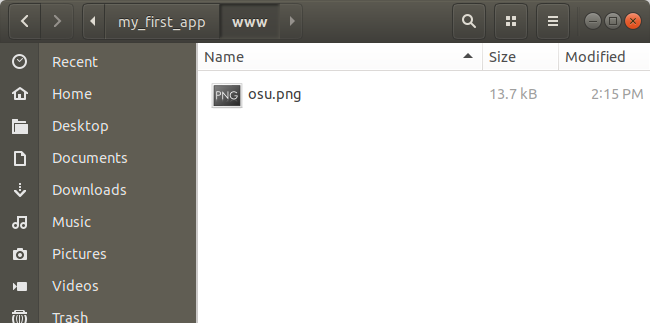 my_first_app www
Name Size Modified
PNG osu.png 13.7 kB 2:15 PM
Recent
Home
Desktop
Documents
Downloads
Music
Pictures
Videos
Trash